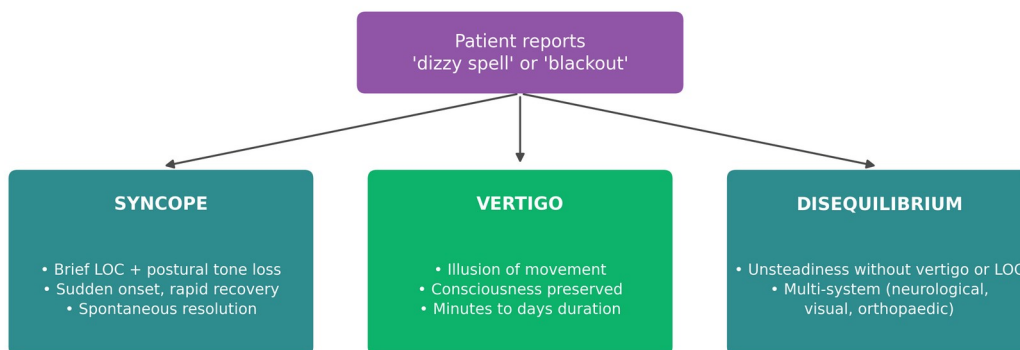 Patient reports
'dizzy spell' or 'blackout'
SYNCOPE
• Brief LOC + postural tone loss
• Sudden onset, rapid recovery
• Spontaneous resolution
VERTIGO
• Illusion of movement
• Consciousness preserved
• Minutes to days duration
DISEQUILIBRIUM
• Unsteadiness without vertigo or LOC
• Multi-system (neurological,
visual, orthopaedic)